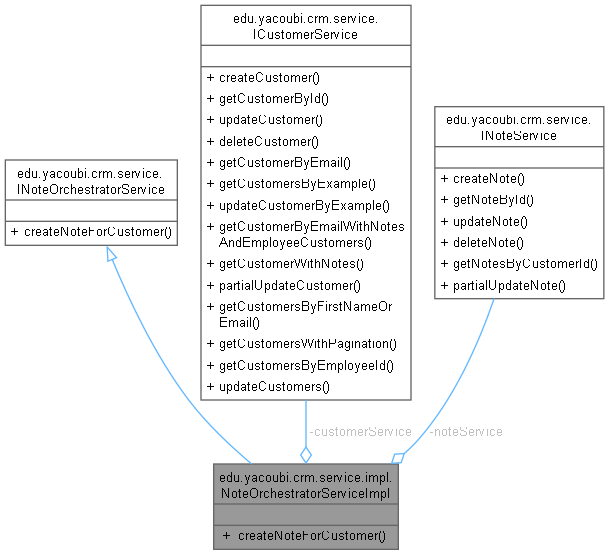 edu.yacoubi.crm.service.
ICustomerService
+ createCustomer()
+ getCustomerById()
+ updateCustomer()
+ deleteCustomer()
+ getCustomerByEmail()
+ getCustomersByExample()
+ updateCustomerByExample()
+ getCustomerByEmailWithNotes
AndEmployeeCustomers()
+ getCustomerWithNotes()
+ partialUpdateCustomer()
+ getCustomersByFirstNameOr
Email()
+ getCustomersWithPagination()
+ getCustomersByEmployeeId()
+ updateCustomers()
edu.yacoubi.crm.service.
INoteService
+ createNote()
+ getNoteById()
+ updateNote()
+ deleteNote()
+ getNotesByCustomerId()
+ partialUpdateNote()
edu.yacoubi.crm.service.
INoteOrchestratorService
+ createNoteForCustomer()
-customerService
-noteService
edu.yacoubi.crm.service.impl.
NoteOrchestratorServiceImpl
+ createNoteForCustomer()